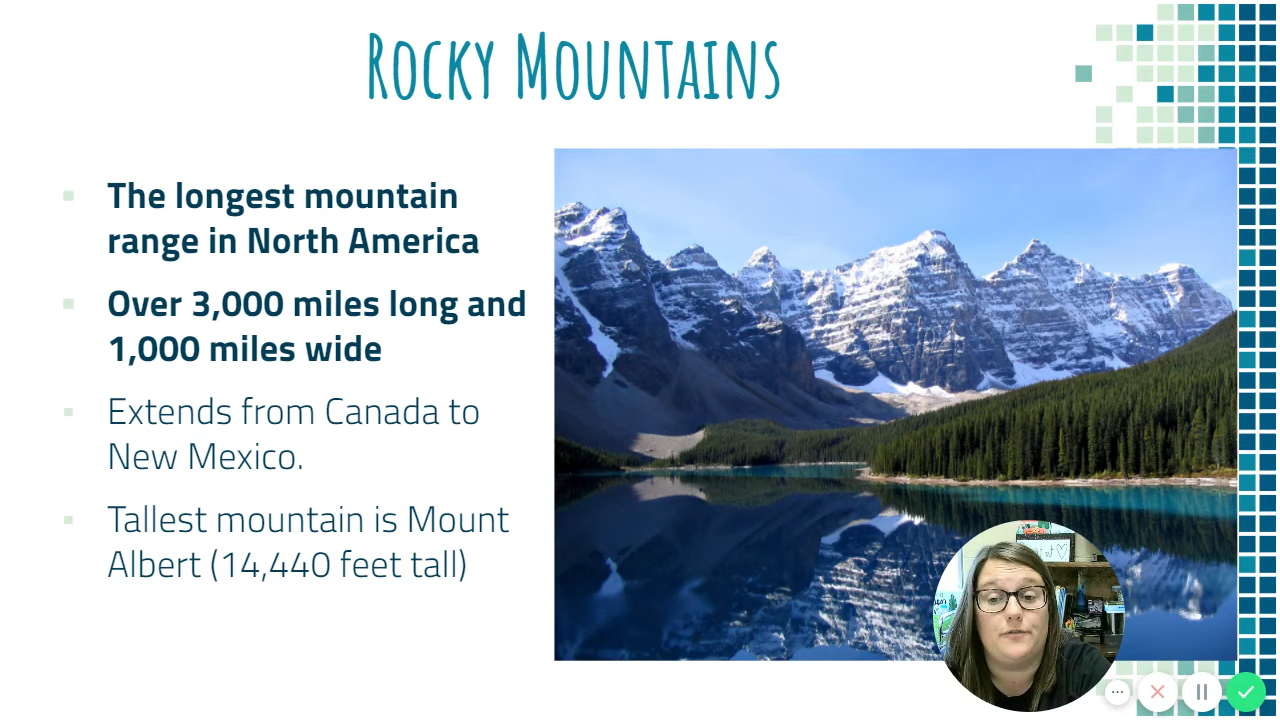 Rocky Mountains
The longest mountain
range in North America
Over 3,000 miles long and
1,000 miles wide
Extends from Canada to
New Mexico.
Tallest mountain is Mount
Albert (14,440 feet tall)